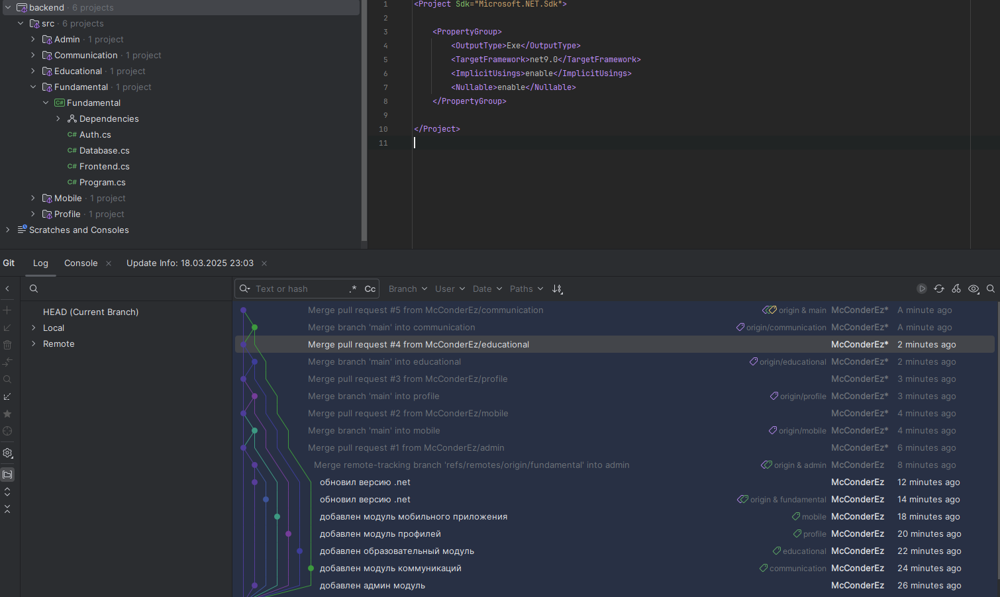 backend · 6 projects
src · 6 projects
Admin · 1 project
Communication · 1 project
Educational · 1 project
Fundamental · 1 project
C# Fundamental
Dependencies
C# Auth.cs
C# Database.cs
C# Frontend.cs
C# Program.cs
Mobile · 1 project
Profile · 1 project
Scratches and Consoles
1 <Project Sdk="Microsoft.NET.Sdk">
2
3 <PropertyGroup>
4 <OutputType>Exe</OutputType>
5 <TargetFramework>net9.0</TargetFramework>
6 <ImplicitUsings>enable</ImplicitUsings>
7 <Nullable>enable</Nullable>
8 </PropertyGroup>
9
10 </Project>
11
Git Log Console Update Info: 18.03.2025 23:03
Text or hash .* Cc Branch User Date Paths
HEAD (Current Branch)
Local
Remote
Merge pull request #5 from McConderEz/communication origin & main McConderEz* A minute ago
Merge branch 'main' into communication origin/communication McConderEz* A minute ago
Merge pull request #4 from McConderEz/educational McConderEz* 2 minutes ago
Merge branch 'main' into educational origin/educational McConderEz* 2 minutes ago
Merge pull request #3 from McConderEz/profile McConderEz* 3 minutes ago
Merge branch 'main' into profile origin/profile McConderEz* 3 minutes ago
Merge pull request #2 from McConderEz/mobile McConderEz* 4 minutes ago
Merge branch 'main' into mobile origin/mobile McConderEz* 4 minutes ago
Merge pull request #1 from McConderEz/admin McConderEz* 6 minutes ago
Merge remote-tracking branch 'refs/remotes/origin/fundamental' into admin origin & admin McConderEz 8 minutes ago
обновил версию .net McConderEz 12 minutes ago
обновил версию .net origin & fundamental McConderEz 14 minutes ago
добавлен модуль мобильного приложения mobile McConderEz 18 minutes ago
добавлен модуль профилей profile McConderEz 20 minutes ago
добавлен образовательный модуль educational McConderEz 22 minutes ago
добавлен модуль коммуникаций communication McConderEz 24 minutes ago
добавлен админ модуль McConderEz 26 minutes ago